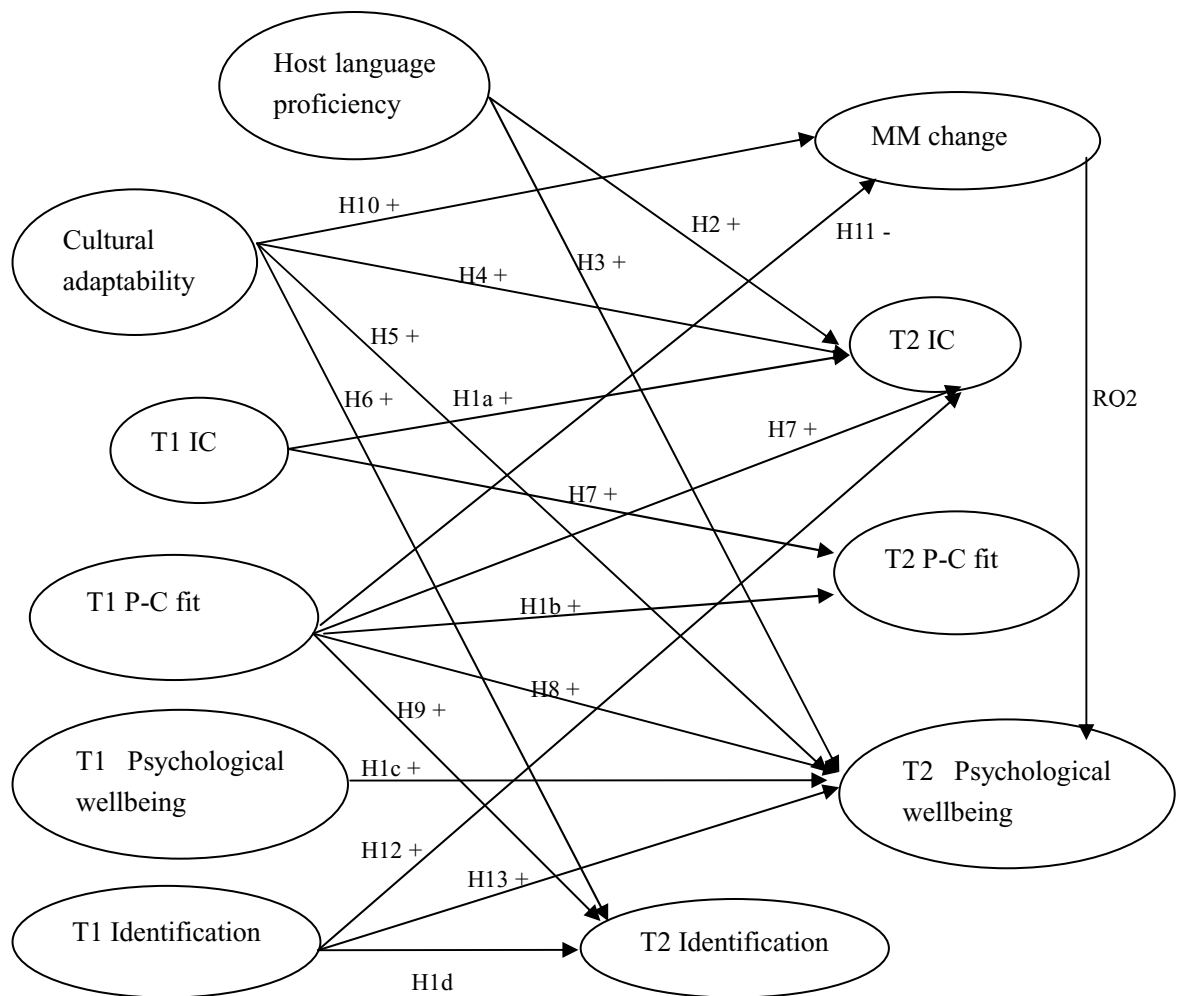 Host language
proficiency
MM change
H10 +
H2 +
H11 -
Cultural
adaptability
H3 +
H4 +
H5 +
T2 IC
H6 +
H1a +
RO2
T1 IC
H7 +
H7 +
T2 P-C fit
T1 P-C fit
H1b +
H8 +
H9 +
T1 Psychological
wellbeing
H1c +
T2 Psychological
wellbeing
H12 +
H13 +
T1 Identification
T2 Identification
H1d